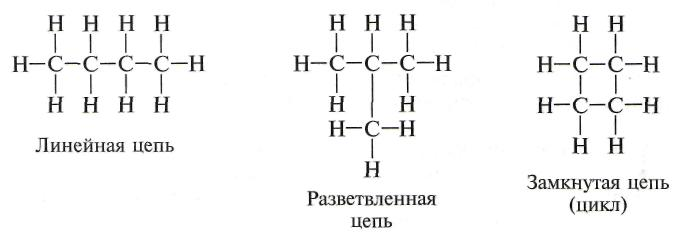 H H H H
H–C–C–C–C–H
H H H H
Линейная цепь
H H H
H–C–C–C–H
H H
H–C–H
H
Разветвленная
цепь
H H
H–C–C–H
H–C–C–H
H H
Замкнутая цепь
(цикл)